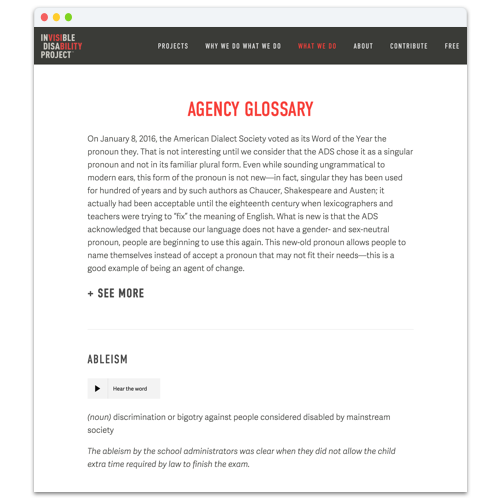 INVISIBLE
DISABILITY
PROJECT
PROJECTS WHY WE DO WHAT WE DO WHAT WE DO ABOUT CONTRIBUTE FREE
AGENCY GLOSSARY
On January 8, 2016, the American Dialect Society voted as its Word of the Year the
pronoun they. That is not interesting until we consider that the ADS chose it as a singular
pronoun and not in its familiar plural form. Even while sounding ungrammatical to
modern ears, this form of the pronoun is not new—in fact, singular they has been used
for hundred of years and by such authors as Chaucer, Shakespeare and Austen; it
actually had been acceptable until the eighteenth century when lexicographers and
teachers were trying to "fix" the meaning of English. What is new is that the ADS
acknowledged that because our language does not have a gender- and sex-neutral
pronoun, people are beginning to use this again. This new-old pronoun allows people to
name themselves instead of accept a pronoun that may not fit their needs—this is a
good example of being an agent of change.
+ SEE MORE
ABLEISM
Hear the word
(noun) discrimination or bigotry against people considered disabled by mainstream
society
The ableism by the school administrators was clear when they did not allow the child
extra time required by law to finish the exam.